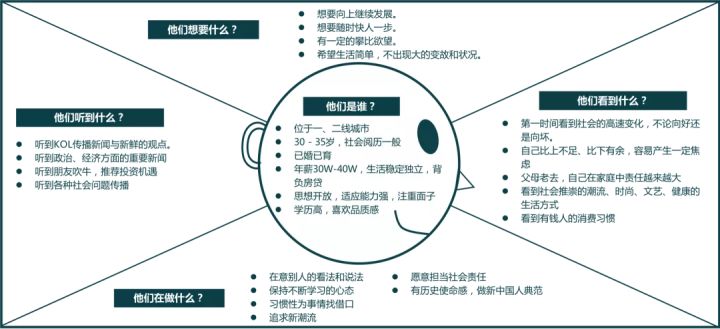 他们想要什么？
想要向上继续发展。
想要随时快人一步。
有一定的攀比欲望。
希望生活简单，不出现大的变故和状况。
他们听到什么？
听到KOL传播新闻与新鲜的观点。
听到政治、经济方面的重要新闻
听到朋友吹牛，推荐投资机遇
听到各种社会问题传播
他们是谁？
位于一、二线城市
30 - 35岁，社会阅历一般
已婚已育
年薪30W-40W，生活稳定独立，背
负房贷
思想开放，适应能力强，注重面子
学历高，喜欢品质感
他们看到什么？
第一时间看到社会的高速变化，不论向好还
是向坏。
自己比上不足、比下有余，容易产生一定焦
虑
父母老去，自己在家庭中责任越来越大
看到社会推崇的潮流、时尚、文艺、健康的
生活方式
看到有钱人的消费习惯
他们在做什么？
在意别人的看法和说法
保持不断学习的心态
习惯性为事情找借口
追求新潮流
愿意担当社会责任
有历史使命感，做新中国人典范